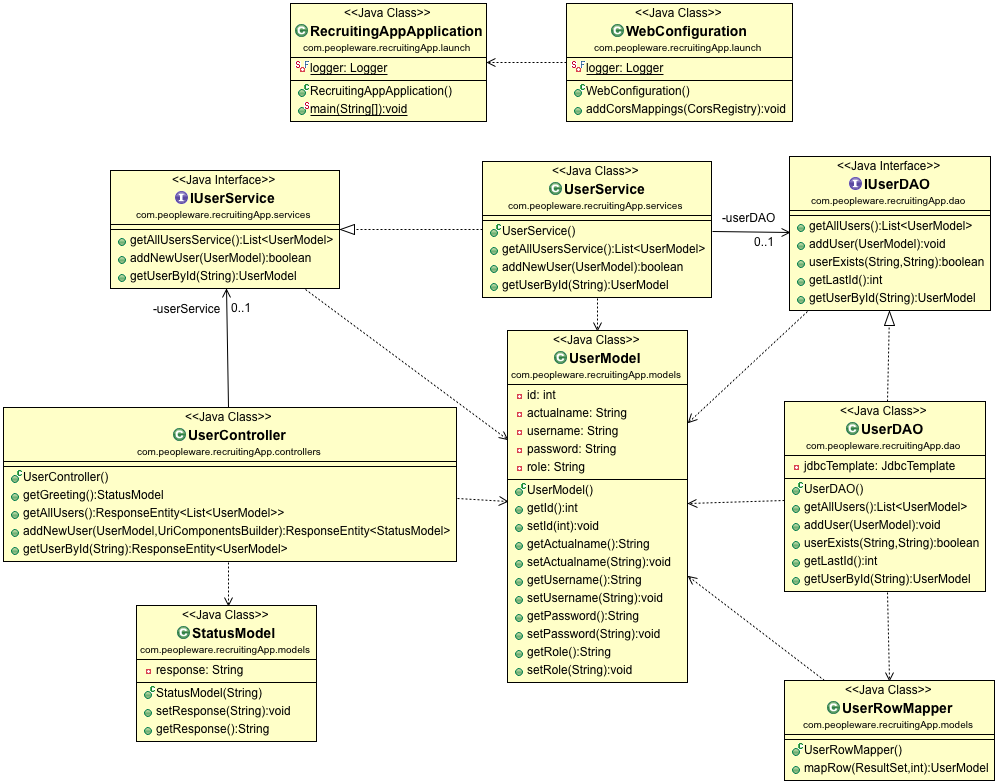 <<Java Class>>
RecruitingAppApplication
com.peopleware.recruitingApp.launch
logger: Logger
RecruitingAppApplication()
main(String[]):void
<<Java Class>>
WebConfiguration
com.peopleware.recruitingApp.launch
logger: Logger
WebConfiguration()
addCorsMappings(CorsRegistry):void
<<Java Interface>>
IUserService
com.peopleware.recruitingApp.services
getAllUsersService():List<UserModel>
addNewUser(UserModel):boolean
getUserById(String):UserModel
<<Java Class>>
UserService
com.peopleware.recruitingApp.services
UserService()
getAllUsersService():List<UserModel>
addNewUser(UserModel):boolean
getUserById(String):UserModel
-userDAO
0..1
<<Java Interface>>
IUserDAO
com.peopleware.recruitingApp.dao
getAllUsers():List<UserModel>
addUser(UserModel):void
userExists(String,String):boolean
getLastId():int
getUserById(String):UserModel
-userService
0..1
<<Java Class>>
UserController
com.peopleware.recruitingApp.controllers
UserController()
getGreeting():StatusModel
getAllUsers():ResponseEntity<List<UserModel>>
addNewUser(UserModel,UriComponentsBuilder):ResponseEntity<StatusModel>
getUserById(String):ResponseEntity<UserModel>
<<Java Class>>
UserModel
com.peopleware.recruitingApp.models
id: int
actualname: String
username: String
password: String
role: String
UserModel()
getId():int
setId(int):void
getActualname():String
setActualname(String):void
getUsername():String
setUsername(String):void
getPassword():String
setPassword(String):void
getRole():String
setRole(String):void
<<Java Class>>
UserDAO
com.peopleware.recruitingApp.dao
jdbcTemplate: JdbcTemplate
UserDAO()
getAllUsers():List<UserModel>
addUser(UserModel):void
userExists(String,String):boolean
getLastId():int
getUserById(String):UserModel
<<Java Class>>
StatusModel
com.peopleware.recruitingApp.models
response: String
StatusModel(String)
setResponse(String):void
getResponse():String
<<Java Class>>
UserRowMapper
com.peopleware.recruitingApp.models
UserRowMapper()
mapRow(ResultSet,int):UserModel